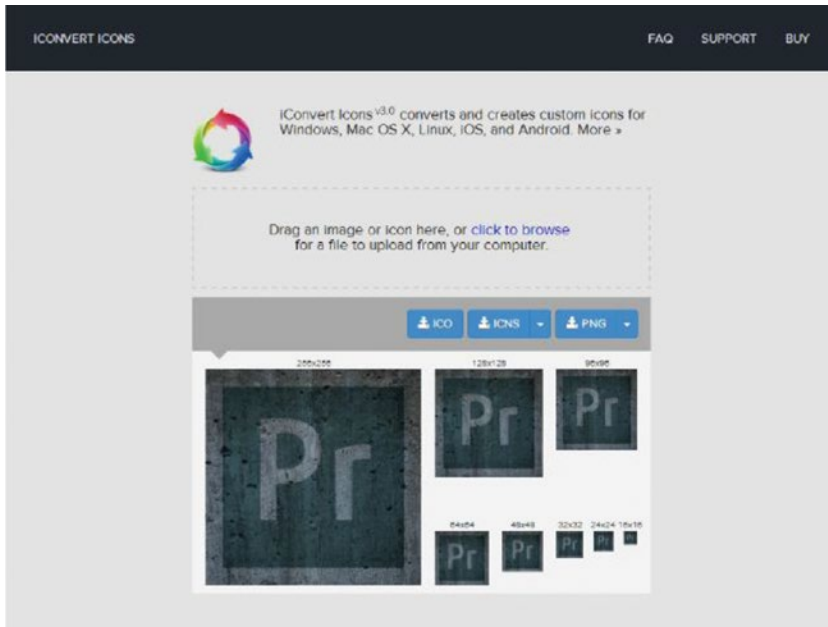 ICONVERT ICONS
FAQ SUPPORT BUY
iConvert Icons v3.0 converts and creates custom icons for
Windows, Mac OS X, Linux, iOS, and Android. More »
Drag an image or icon here, or click to browse
for a file to upload from your computer.
ICO ICNS PNG
256x256 128x128 96x96
Pr Pr Pr
64x64 48x48 32x32 24x24 16x16
Pr Pr Pr Pr Pr